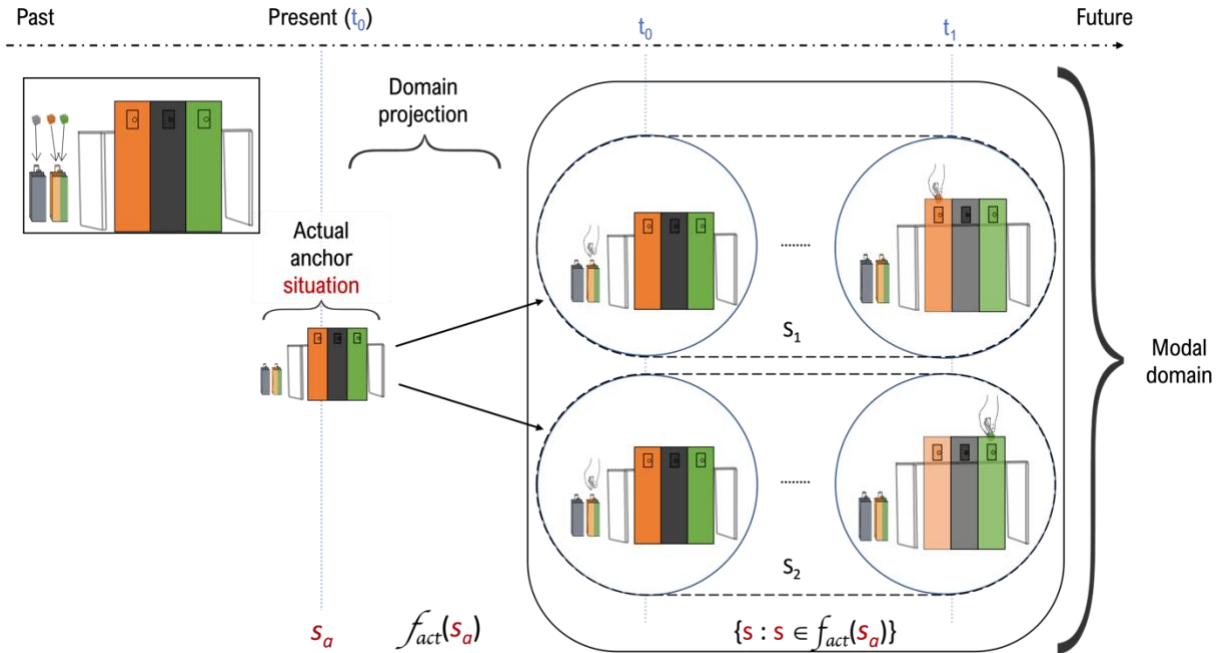 Past
Present (t0)
t0
t1
Future
Domain
projection
Actual
anchor
situation
........
S1
Modal
domain
........
S2
sa
fact(sa)
{s : s ∈ fact(sa)}